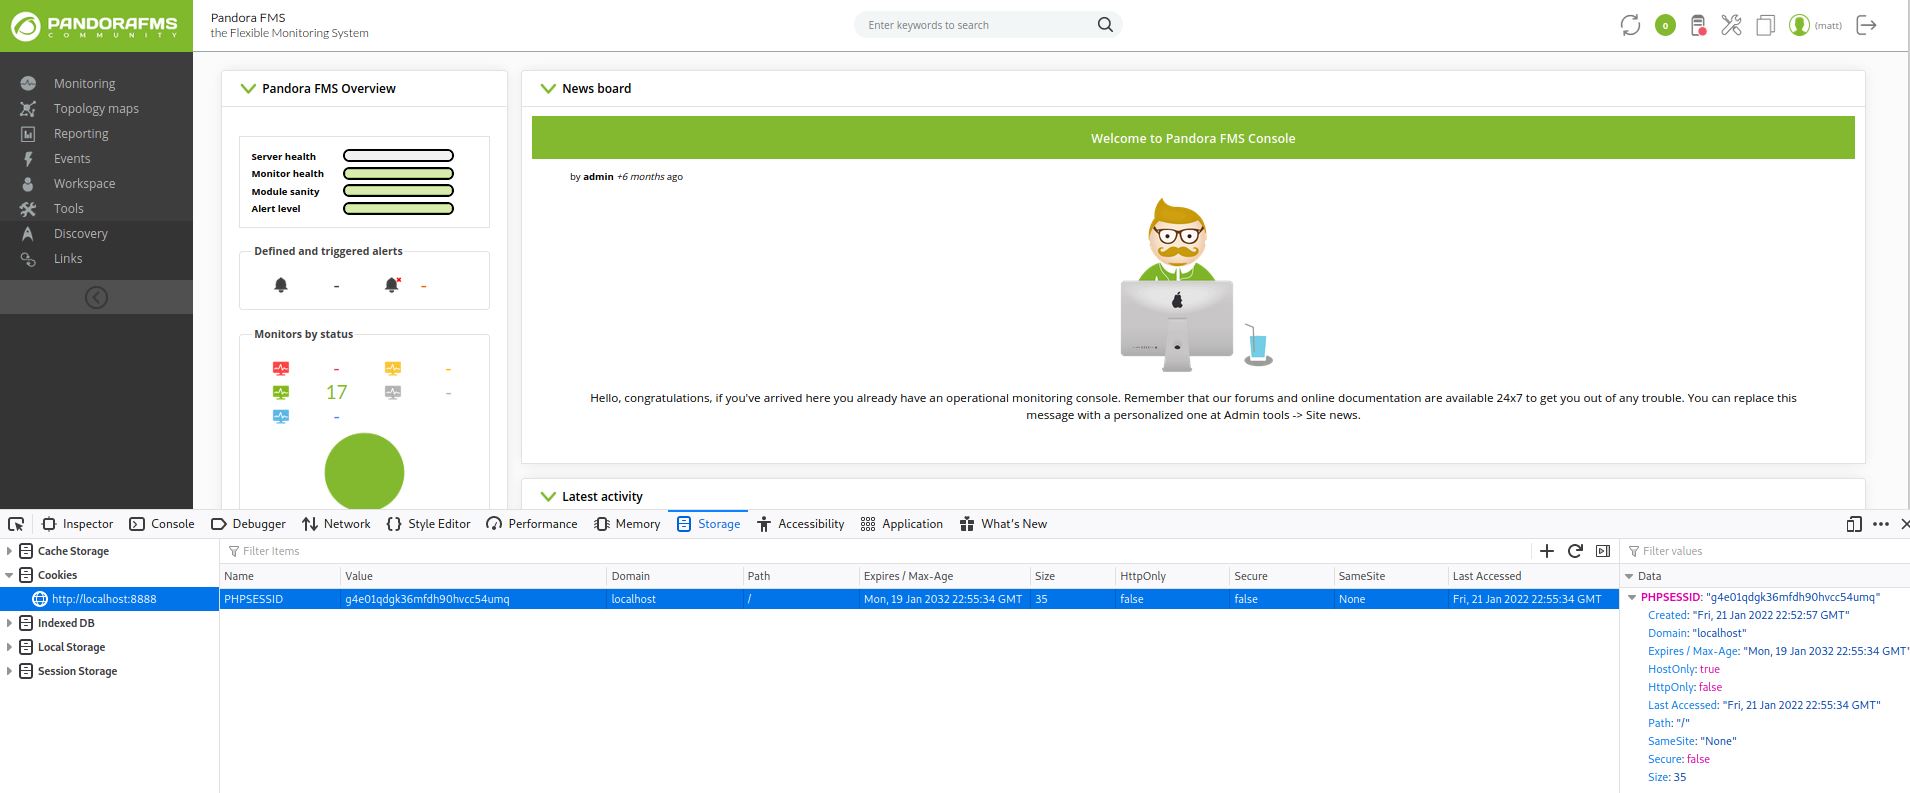 PANDORAFMS
COMMUNITY
Pandora FMS
the Flexible Monitoring System
Enter keywords to search
0
(matt)
Monitoring
Topology maps
Reporting
Events
Workspace
Tools
Discovery
Links
Pandora FMS Overview
Server health
Monitor health
Module sanity
Alert level
Defined and triggered alerts
- -
Monitors by status
- -
17 -
-
News board
Welcome to Pandora FMS Console
by admin +6 months ago
Hello, congratulations, if you've arrived here you already have an operational monitoring console. Remember that our forums and online documentation are available 24x7 to get you out of any trouble. You can replace this
message with a personalized one at Admin tools -> Site news.
Latest activity
Inspector Console Debugger Network Style Editor Performance Memory Storage Accessibility Application What's New
Cache Storage
Cookies
http://localhost:8888
Indexed DB
Local Storage
Session Storage
Filter Items
Name Value Domain Path Expires / Max-Age Size HttpOnly Secure SameSite Last Accessed
PHPSESSID g4e01qdgk36mfdh90hvcc54umq localhost / Mon, 19 Jan 2032 22:55:34 GMT 35 false false None Fri, 21 Jan 2022 22:55:34 GMT
Filter values
Data
PHPSESSID: "g4e01qdgk36mfdh90hvcc54umq"
Created: "Fri, 21 Jan 2022 22:52:57 GMT"
Domain: "localhost"
Expires / Max-Age: "Mon, 19 Jan 2032 22:55:34 GMT"
HostOnly: true
HttpOnly: false
Last Accessed: "Fri, 21 Jan 2022 22:55:34 GMT"
Path: "/"
SameSite: "None"
Secure: false
Size: 35